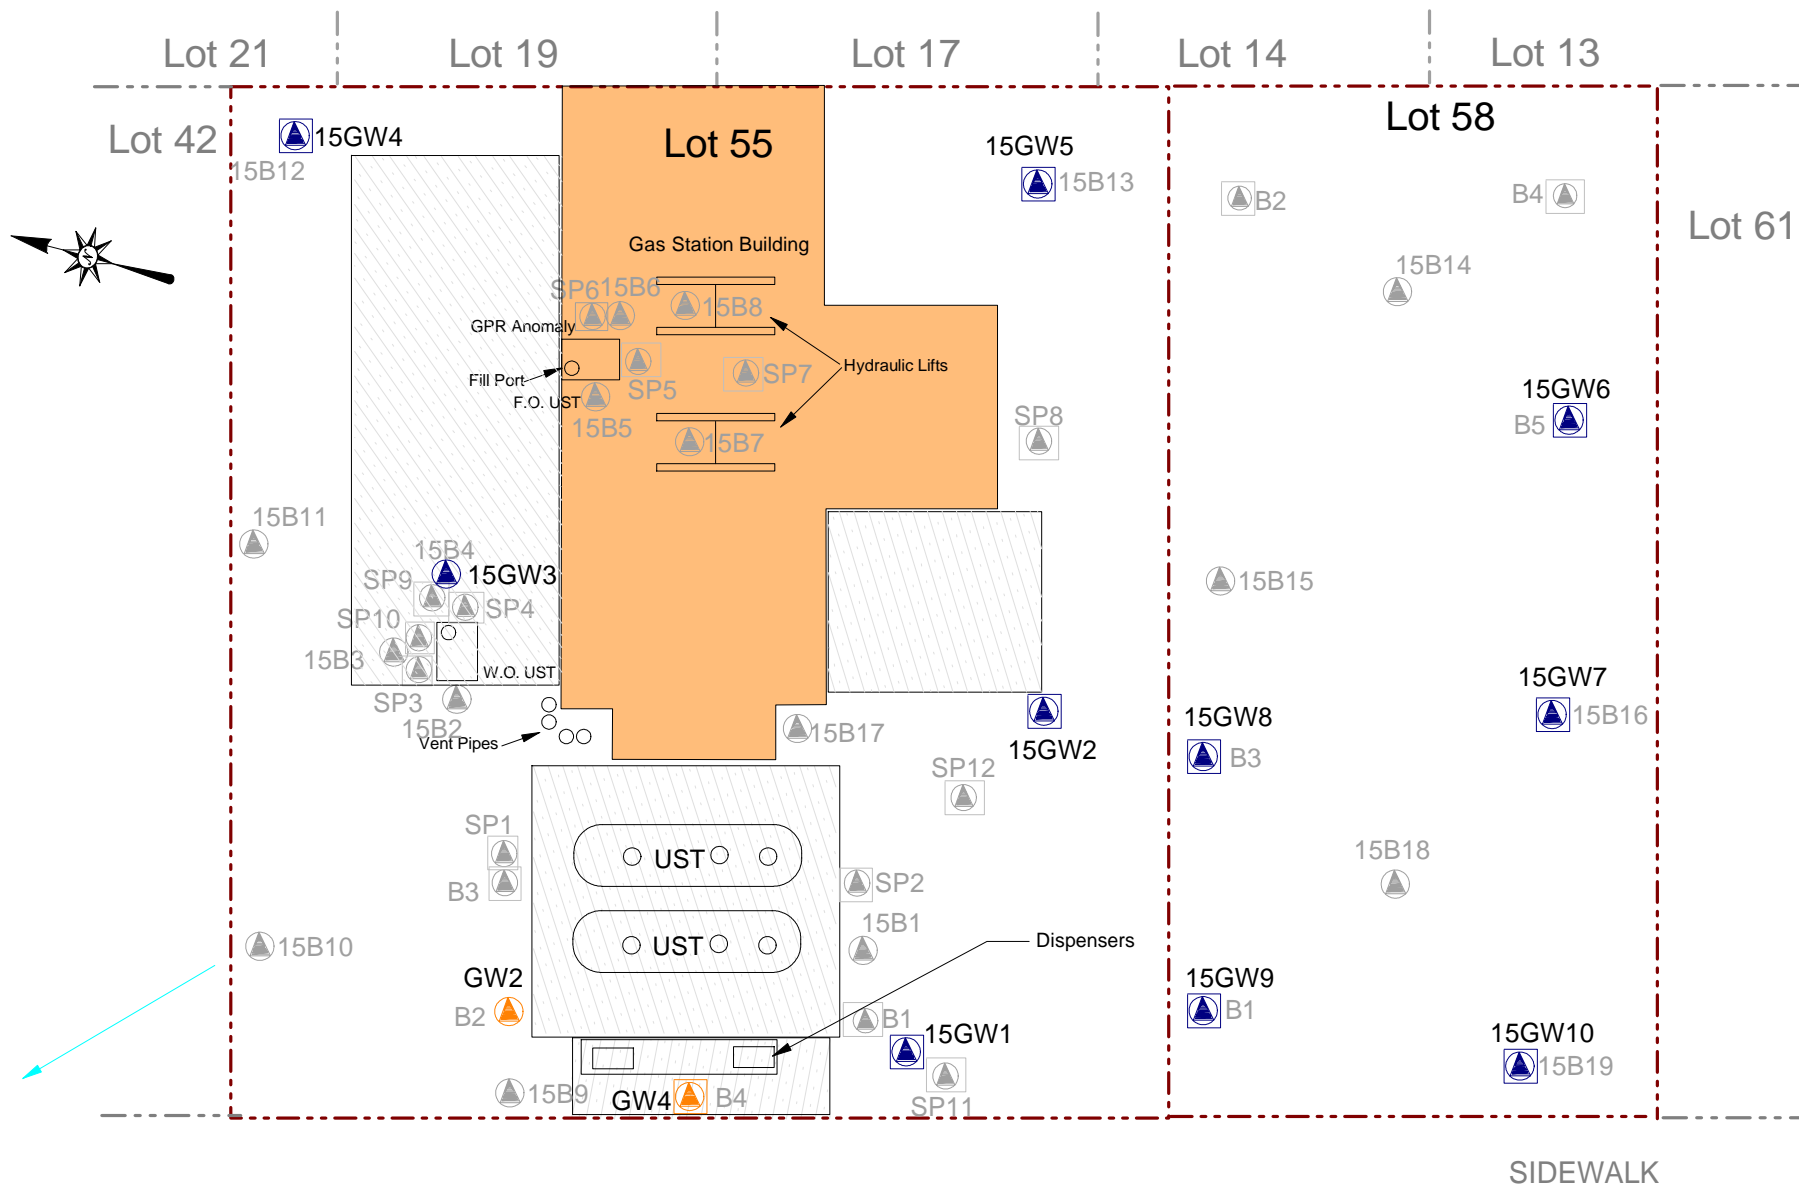 Lot 21
Lot 19
Lot 17
Lot 14
Lot 13
Lot 42
15GW4
15B12
Lot 55
15GW5
15B13
Lot 58
B2
B4
Lot 61
N
Gas Station Building
15B14
SP6
15B6
15B8
GPR Anomaly
Fill Port
F.O. UST
SP5
SP7
Hydraulic Lifts
15B5
15B7
SP8
15GW6
B5
15B11
15B4
15GW3
SP9
SP4
SP10
15B3
W.O. UST
SP3
15B2
Vent Pipes
15B17
15GW2
15B15
15GW8
B3
15GW7
15B16
SP12
SP1
B3
UST
SP2
15B18
15B10
UST
15B1
Dispensers
GW2
B2
B1
15GW1
15GW9
B1
15GW10
15B19
15B9
GW4
B4
SP11
SIDEWALK